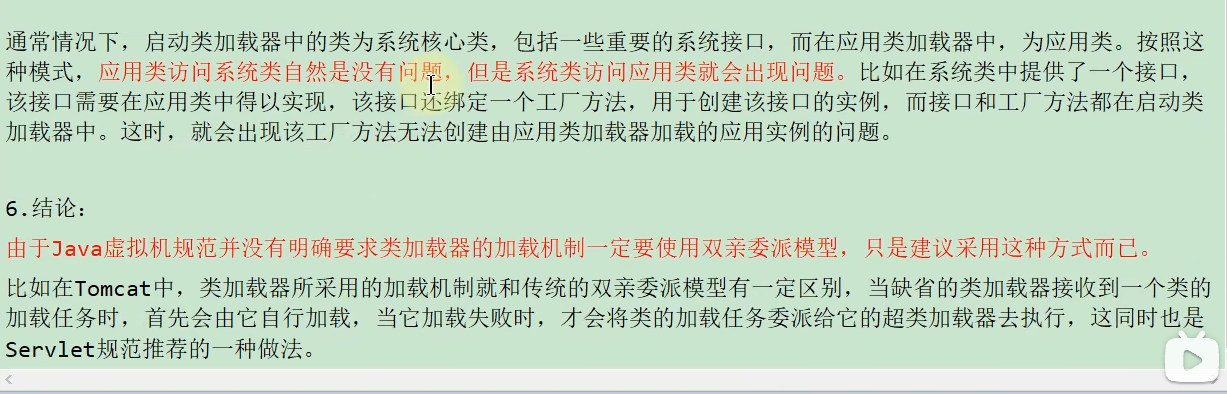 通常情况下，启动类加载器中的类为系统核心类，包括一些重要的系统接口，而在应用类加载器中，为应用类。按照这
种模式，应用类访问系统类自然是没有问题，但是系统类访问应用类就会出现问题。比如在系统类中提供了一个接口，
该接口需要在应用类中得以实现，该接口还绑定一个工厂方法，用于创建该接口的实例，而接口和工厂方法都在启动类
加载器中。这时，就会出现该工厂方法无法创建由应用类加载器加载的应用实例的问题。
6.结论：
由于Java虚拟机规范并没有明确要求类加载器的加载机制一定要使用双亲委派模型，只是建议采用这种方式而已。
比如在Tomcat中，类加载器所采用的加载机制就和传统的双亲委派模型有一定区别，当缺省的类加载器接收到一个类的
加载任务时，首先会由它自行加载，当它加载失败时，才会将类的加载任务委派给它的超类加载器去执行，这同时也是
Servlet规范推荐的一种做法。